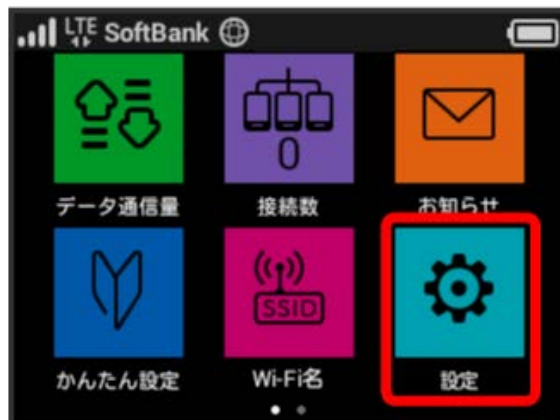 LTE SoftBank
データ通信量 接続数 お知らせ
0
SSID
かんたん設定 Wi-Fi名 設定